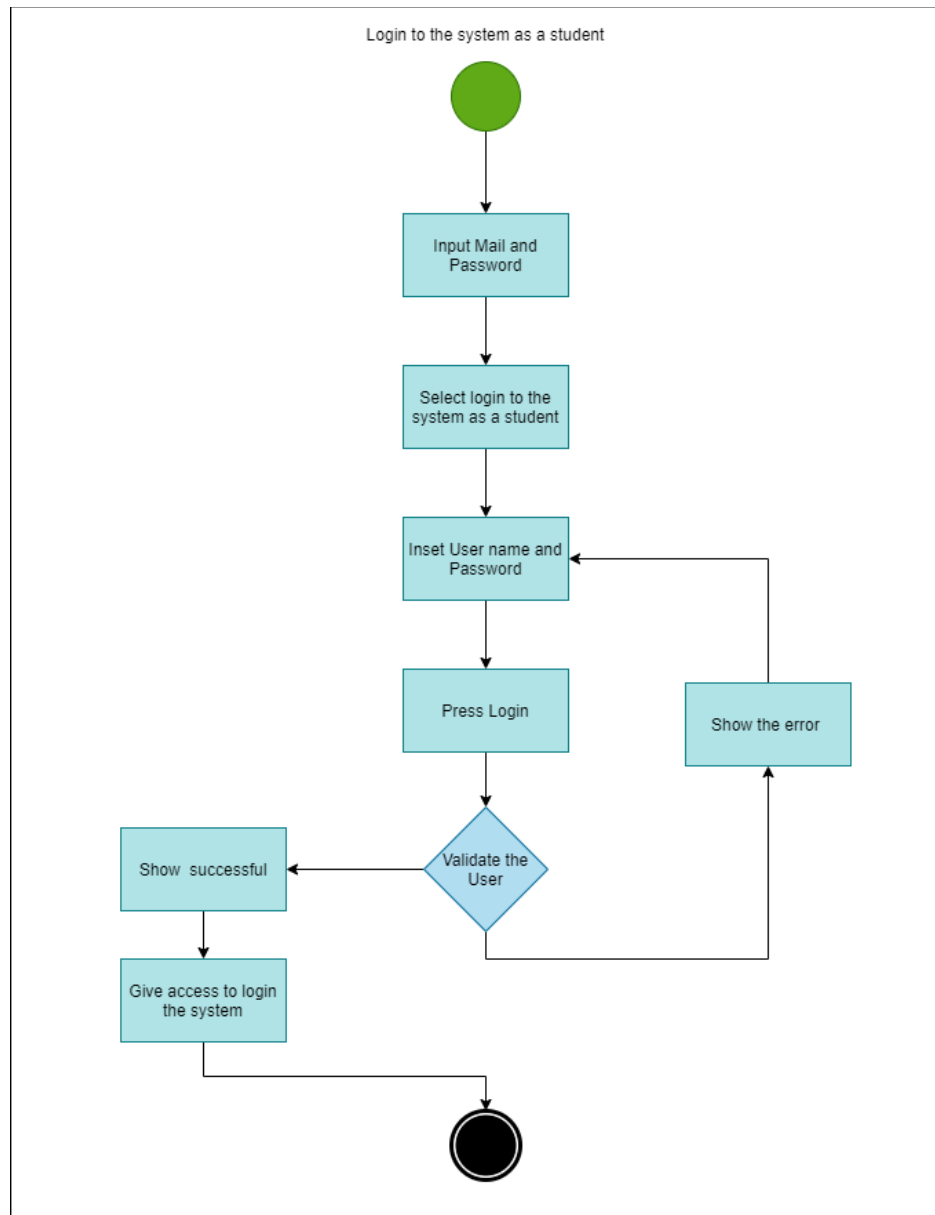 Login to the system as a student
Input Mail and
Password
Select login to the
system as a student
Inset User name and
Password
Press Login
Show the error
Validate the
User
Show  successful
Give access to login
the system